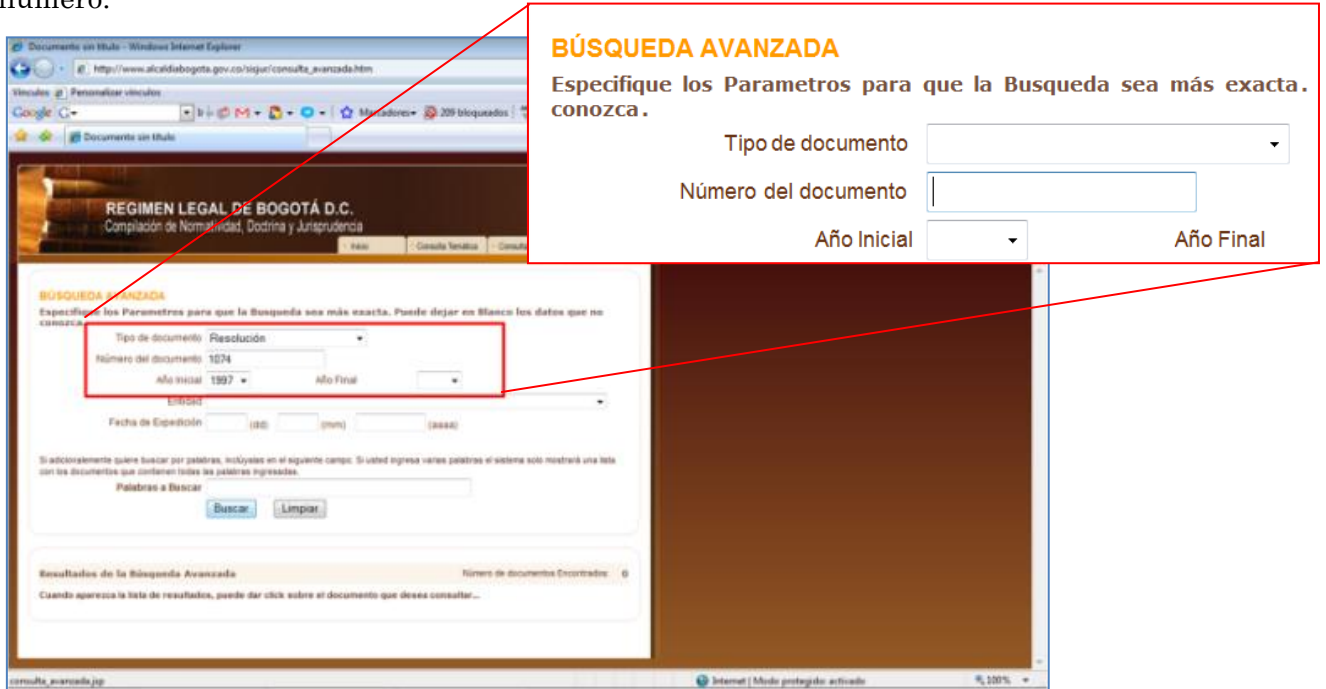 número.
Documento sin título - Windows Internet Explorer
http://www.alcaldiabogota.gov.co/sisjur/consulta_avanzada.htm
Vínculos Personalizar vínculos
Google G Marcadores 209 bloqueados
Documento sin título
REGIMEN LEGAL DE BOGOTÁ D.C.
Compilación de Normatividad, Doctrina y Jurisprudencia
Inicio Consulta Temática Consulta
BÚSQUEDA AVANZADA
Especifique los Parametros para que la Busqueda sea más exacta.
conozca.
Tipo de documento
Número del documento
Año Inicial Año Final
BÚSQUEDA AVANZADA
Especifique los Parametros para que la Busqueda sea más exacta. Puede dejar en Blanco los datos que no
conozca.
Tipo de documento Resolución
Número del documento 1074
Año Inicial 1997 Año Final
Entidad
Fecha de Expedición (dd) (mm) (aaaa)
Si adicionalmente quiere buscar por palabras, inclúyalas en el siguiente campo. Si usted ingresa varias palabras el sistema solo mostrará una lista
con los documentos que contienen todas las palabras ingresadas.
Palabras a Buscar
Buscar Limpiar
Resultados de la Búsqueda Avanzada Número de documentos Encontrados: 0
Cuando aparezca la lista de resultados, puede dar click sobre el documento que desea consultar...
consulta_avanzada.jsp Internet | Modo protegido: activado 100%